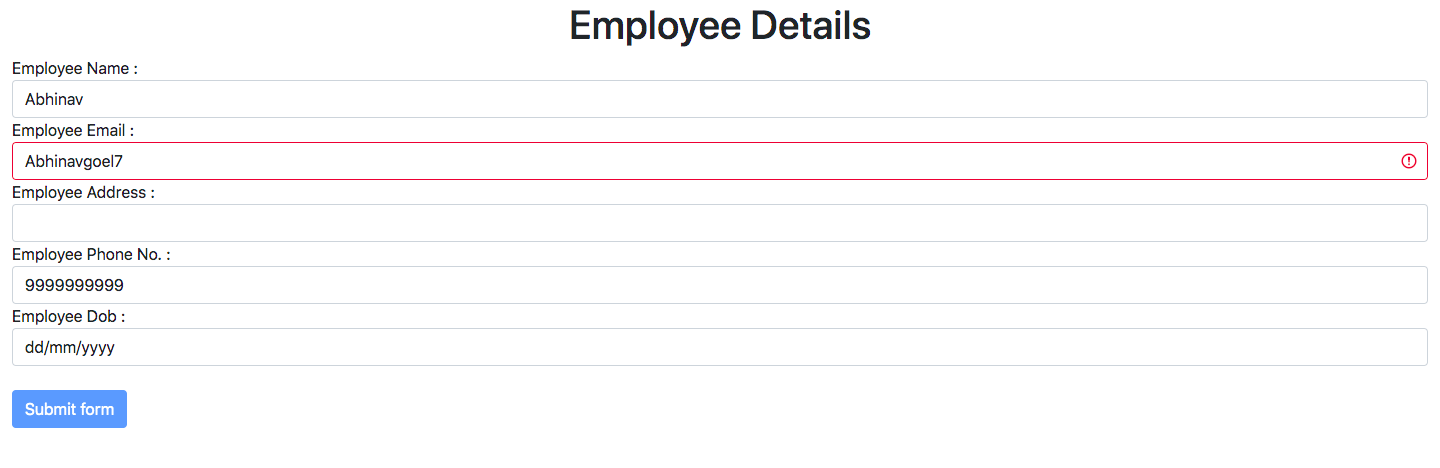 Employee Details
Employee Name :
Abhinav
Employee Email :
Abhinavgoel7
Employee Address :
Employee Phone No. :
9999999999
Employee Dob :
dd/mm/yyyy
Submit form